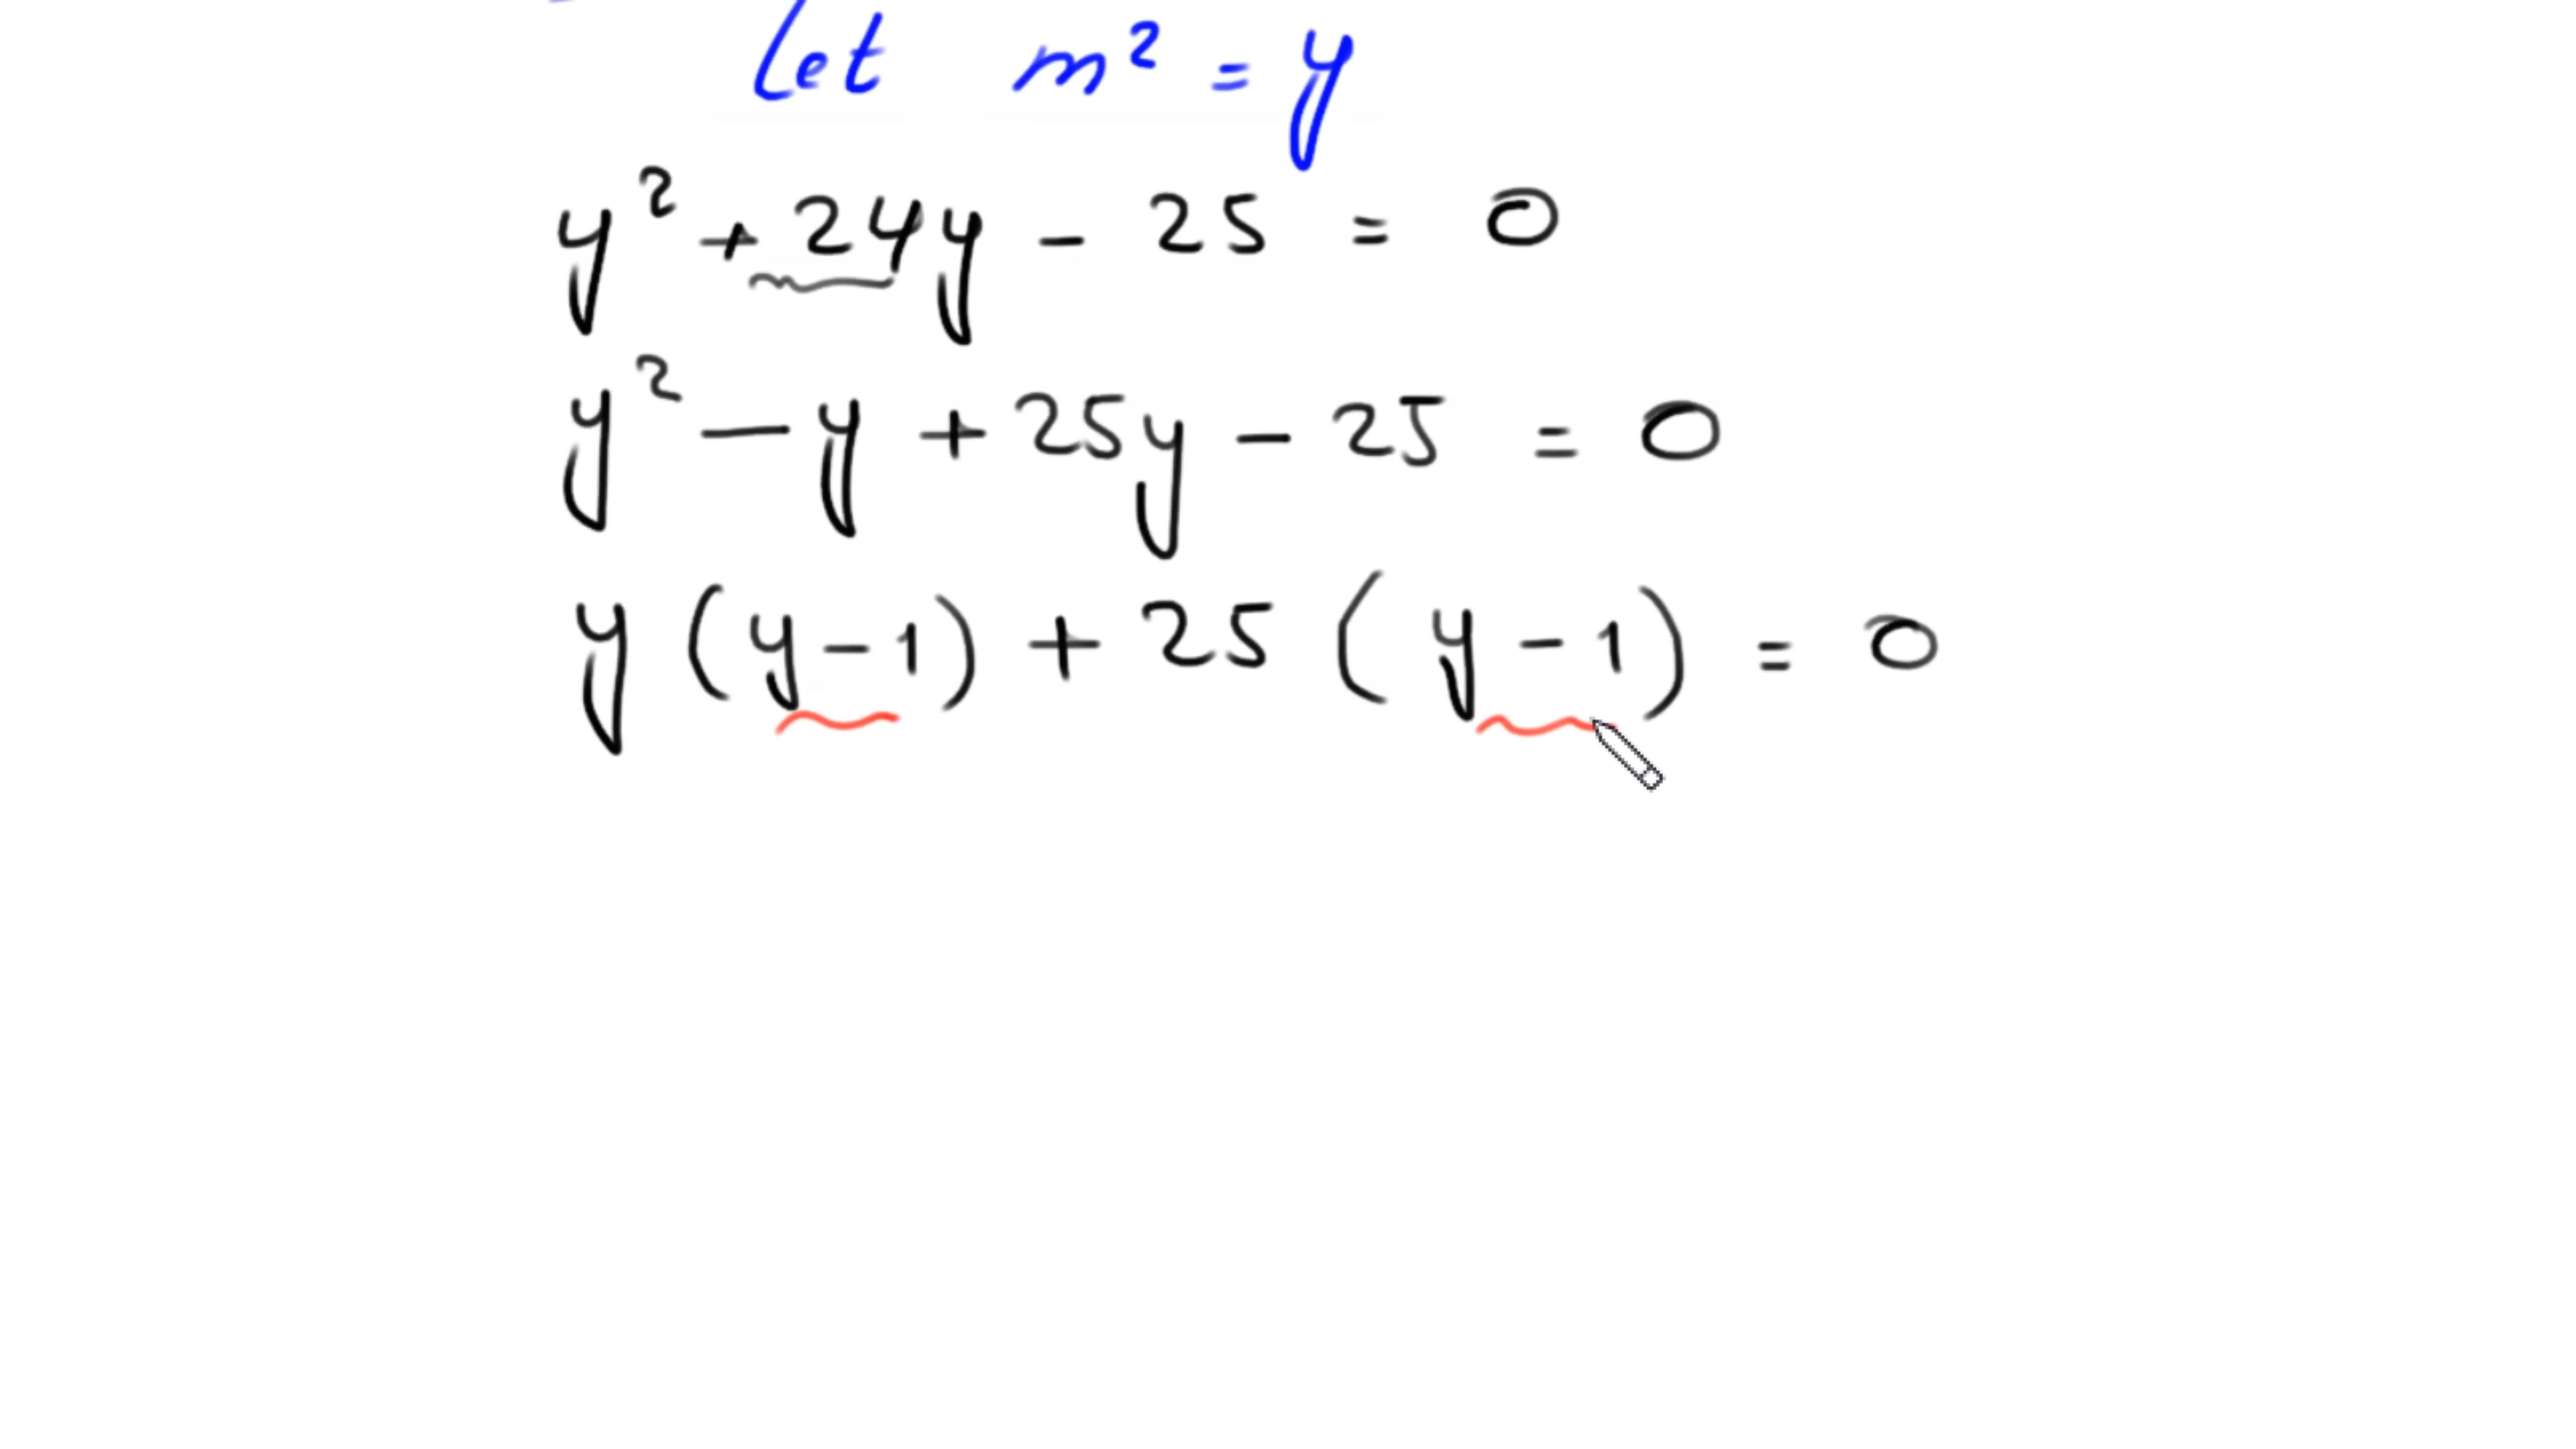 Let m² = y
y² + 24y - 25 = 0
y² - y + 25y - 25 = 0
y (y - 1) + 25 (y - 1) = 0